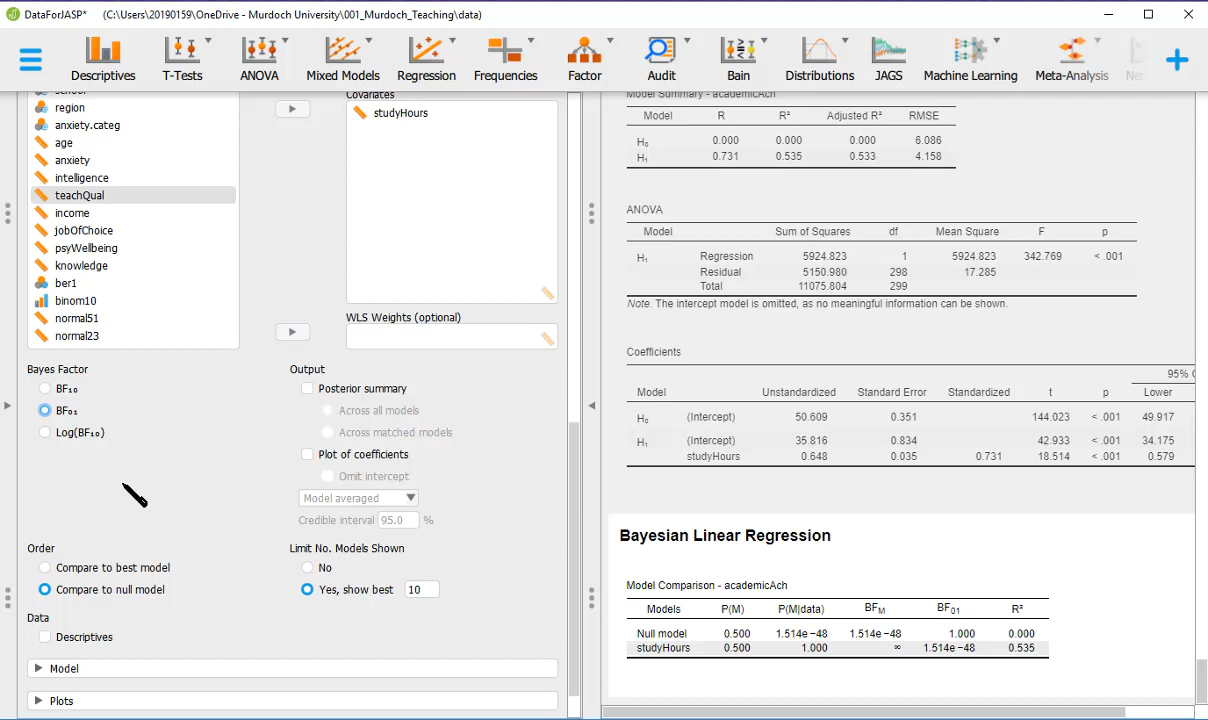 DataForJASP* (C:\Users\20190159\OneDrive - Murdoch University\001_Murdoch_Teaching\data)
Descriptives T-Tests ANOVA Mixed Models Regression Frequencies Factor Audit Bain Distributions JAGS Machine Learning Meta-Analysis
region
anxiety.categ
age
anxiety
intelligence
teachQual
income
jobOfChoice
psyWellbeing
knowledge
ber1
binom10
normal51
normal23
Covariates
studyHours
WLS Weights (optional)
Bayes Factor
BF₁₀
BF₀₁
Log(BF₁₀)
Output
Posterior summary
Across all models
Across matched models
Plot of coefficients
Omit intercept
Model averaged
Credible interval 95.0 %
Order
Compare to best model
Compare to null model
Limit No. Models Shown
No
Yes, show best 10
Data
Descriptives
Model
Plots
Model Summary - academicAch
Model R R² Adjusted R² RMSE
H₀ 0.000 0.000 0.000 6.086
H₁ 0.731 0.535 0.533 4.158
ANOVA
Model Sum of Squares df Mean Square F p
H₁ Regression 5924.823 1 5924.823 342.769 < .001
Residual 5150.980 298 17.285
Total 11075.804 299
Note. The intercept model is omitted, as no meaningful information can be shown.
Coefficients
95%
Model Unstandardized Standard Error Standardized t p Lower
H₀ (Intercept) 50.609 0.351 144.023 < .001 49.917
H₁ (Intercept) 35.816 0.834 42.933 < .001 34.175
studyHours 0.648 0.035 0.731 18.514 < .001 0.579
Bayesian Linear Regression
Model Comparison - academicAch
Models P(M) P(M|data) BFM BF₀₁ R²
Null model 0.500 1.514e −48 1.514e −48 1.000 0.000
studyHours 0.500 1.000 ∞ 1.514e −48 0.535